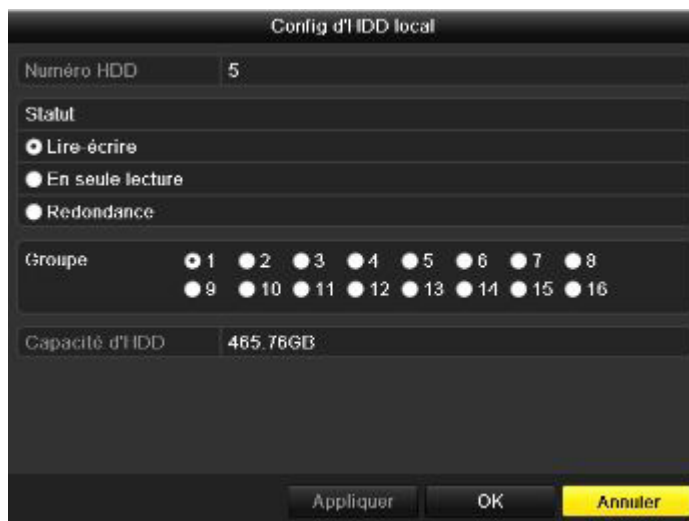 Config d'HDD local
Numéro HDD 5
Statut
Lire-écrire
En seule lecture
Redondance
Groupe 1 2 3 4 5 6 7 8
9 10 11 12 13 14 15 16
Capacité d'HDD 465.76GB
Appliquer OK Annuler